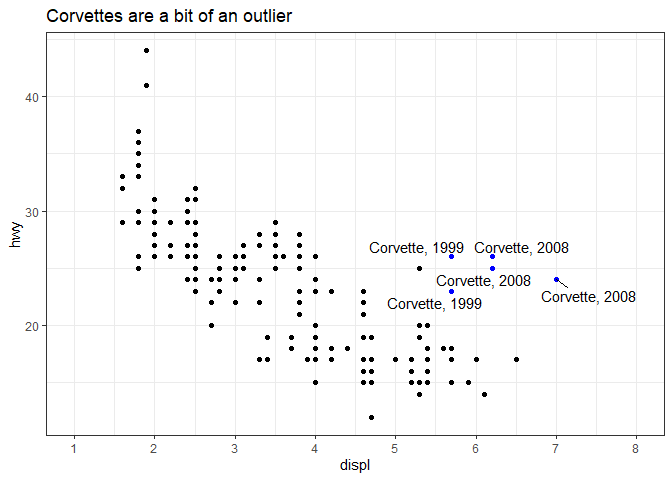 Corvettes are a bit of an outlier
40
30
20
hwy
Corvette, 1999
Corvette, 2008
Corvette, 2008
Corvette, 2008
Corvette, 1999
1
2
3
4
5
6
7
8
displ